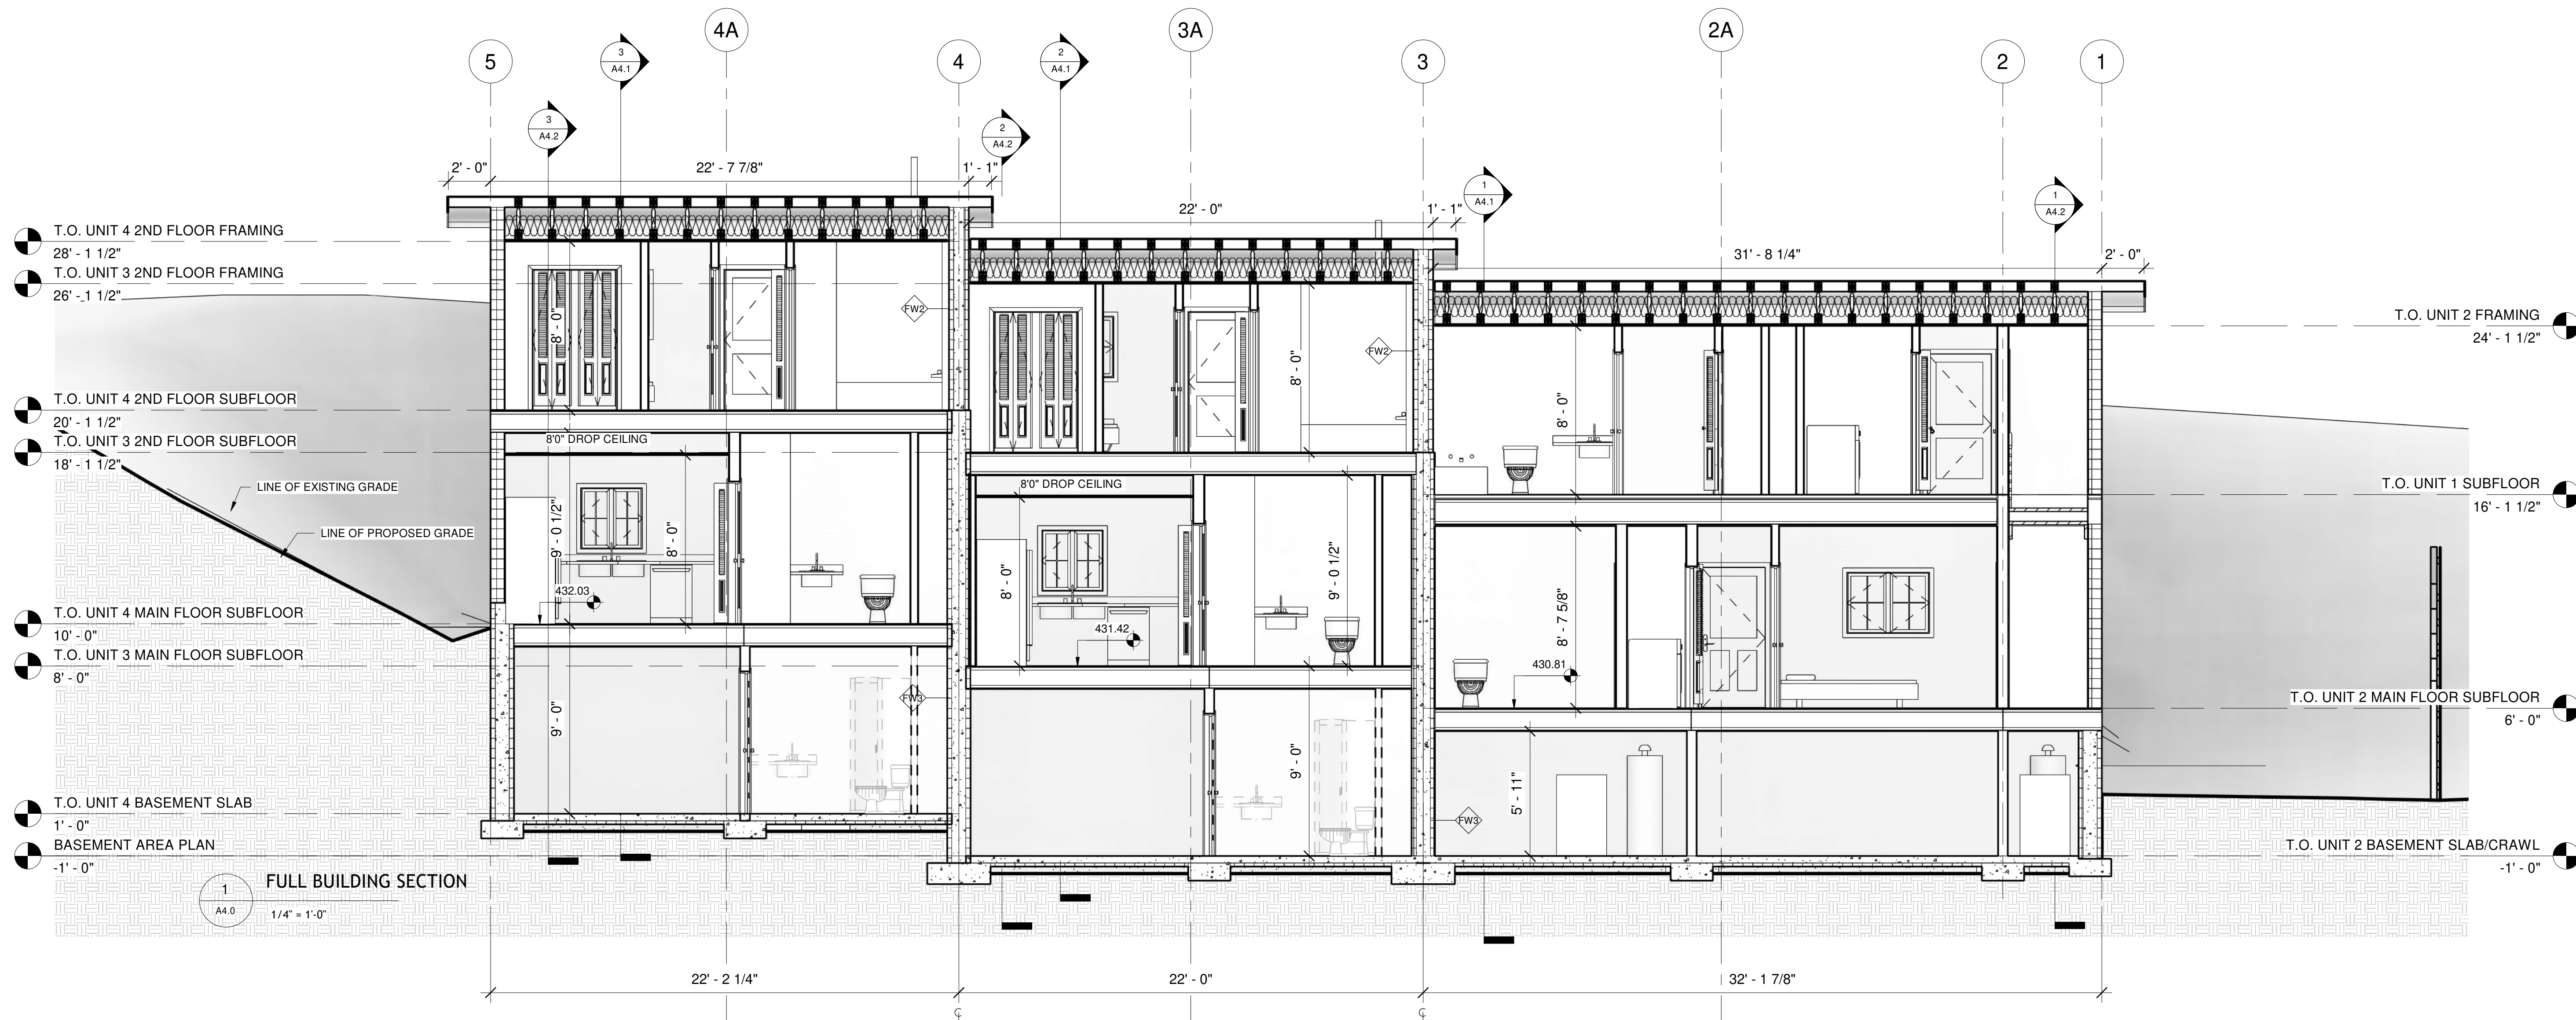 5
4A
4
3A
3
2A
2
1
3
A4.1
2
A4.1
3
A4.2
2
A4.2
1
A4.1
1
A4.2
2' - 0"
22' - 7 7/8"
1' - 1"
22' - 0"
1' - 1"
31' - 8 1/4"
2' - 0"
T.O. UNIT 4 2ND FLOOR FRAMING
28' - 1 1/2"
T.O. UNIT 3 2ND FLOOR FRAMING
26' - 1 1/2"
T.O. UNIT 2 FRAMING
24' - 1 1/2"
FW2
FW2
8' - 0"
8' - 0"
8' - 0"
T.O. UNIT 4 2ND FLOOR SUBFLOOR
20' - 1 1/2"
T.O. UNIT 3 2ND FLOOR SUBFLOOR
18' - 1 1/2"
8'0" DROP CEILING
8'0" DROP CEILING
T.O. UNIT 1 SUBFLOOR
16' - 1 1/2"
LINE OF EXISTING GRADE
LINE OF PROPOSED GRADE
9' - 0 1/2"
8' - 0"
8' - 0"
9' - 0 1/2"
8' - 7 5/8"
432.03
431.42
430.81
T.O. UNIT 4 MAIN FLOOR SUBFLOOR
10' - 0"
T.O. UNIT 3 MAIN FLOOR SUBFLOOR
8' - 0"
T.O. UNIT 2 MAIN FLOOR SUBFLOOR
6' - 0"
FW3
9' - 0"
9' - 0"
5' - 11"
FW3
T.O. UNIT 4 BASEMENT SLAB
1' - 0"
BASEMENT AREA PLAN
-1' - 0"
T.O. UNIT 2 BASEMENT SLAB/CRAWL
-1' - 0"
1
A4.0
FULL BUILDING SECTION
1/4" = 1'-0"
22' - 2 1/4"
22' - 0"
32' - 1 7/8"